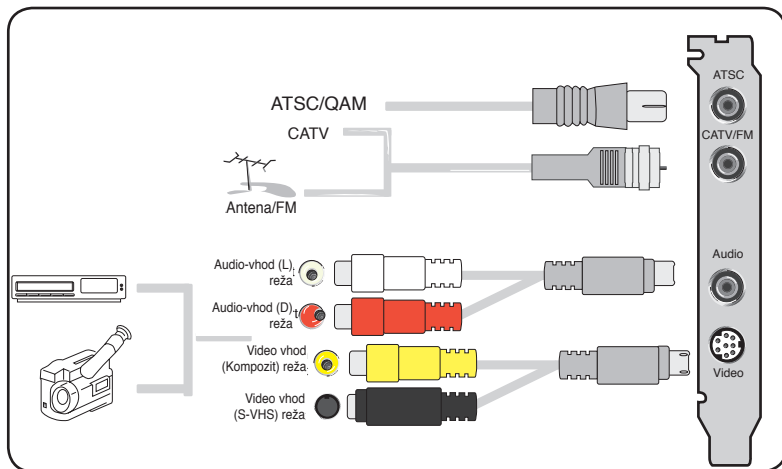 ATSC/QAM
CATV
Antena/FM
ATSC
CATV/FM
Audio-vhod (L)
reža
Audio-vhod (D)
reža
Video vhod
(Kompozit) reža
Video vhod
(S-VHS) reža
Audio
Video